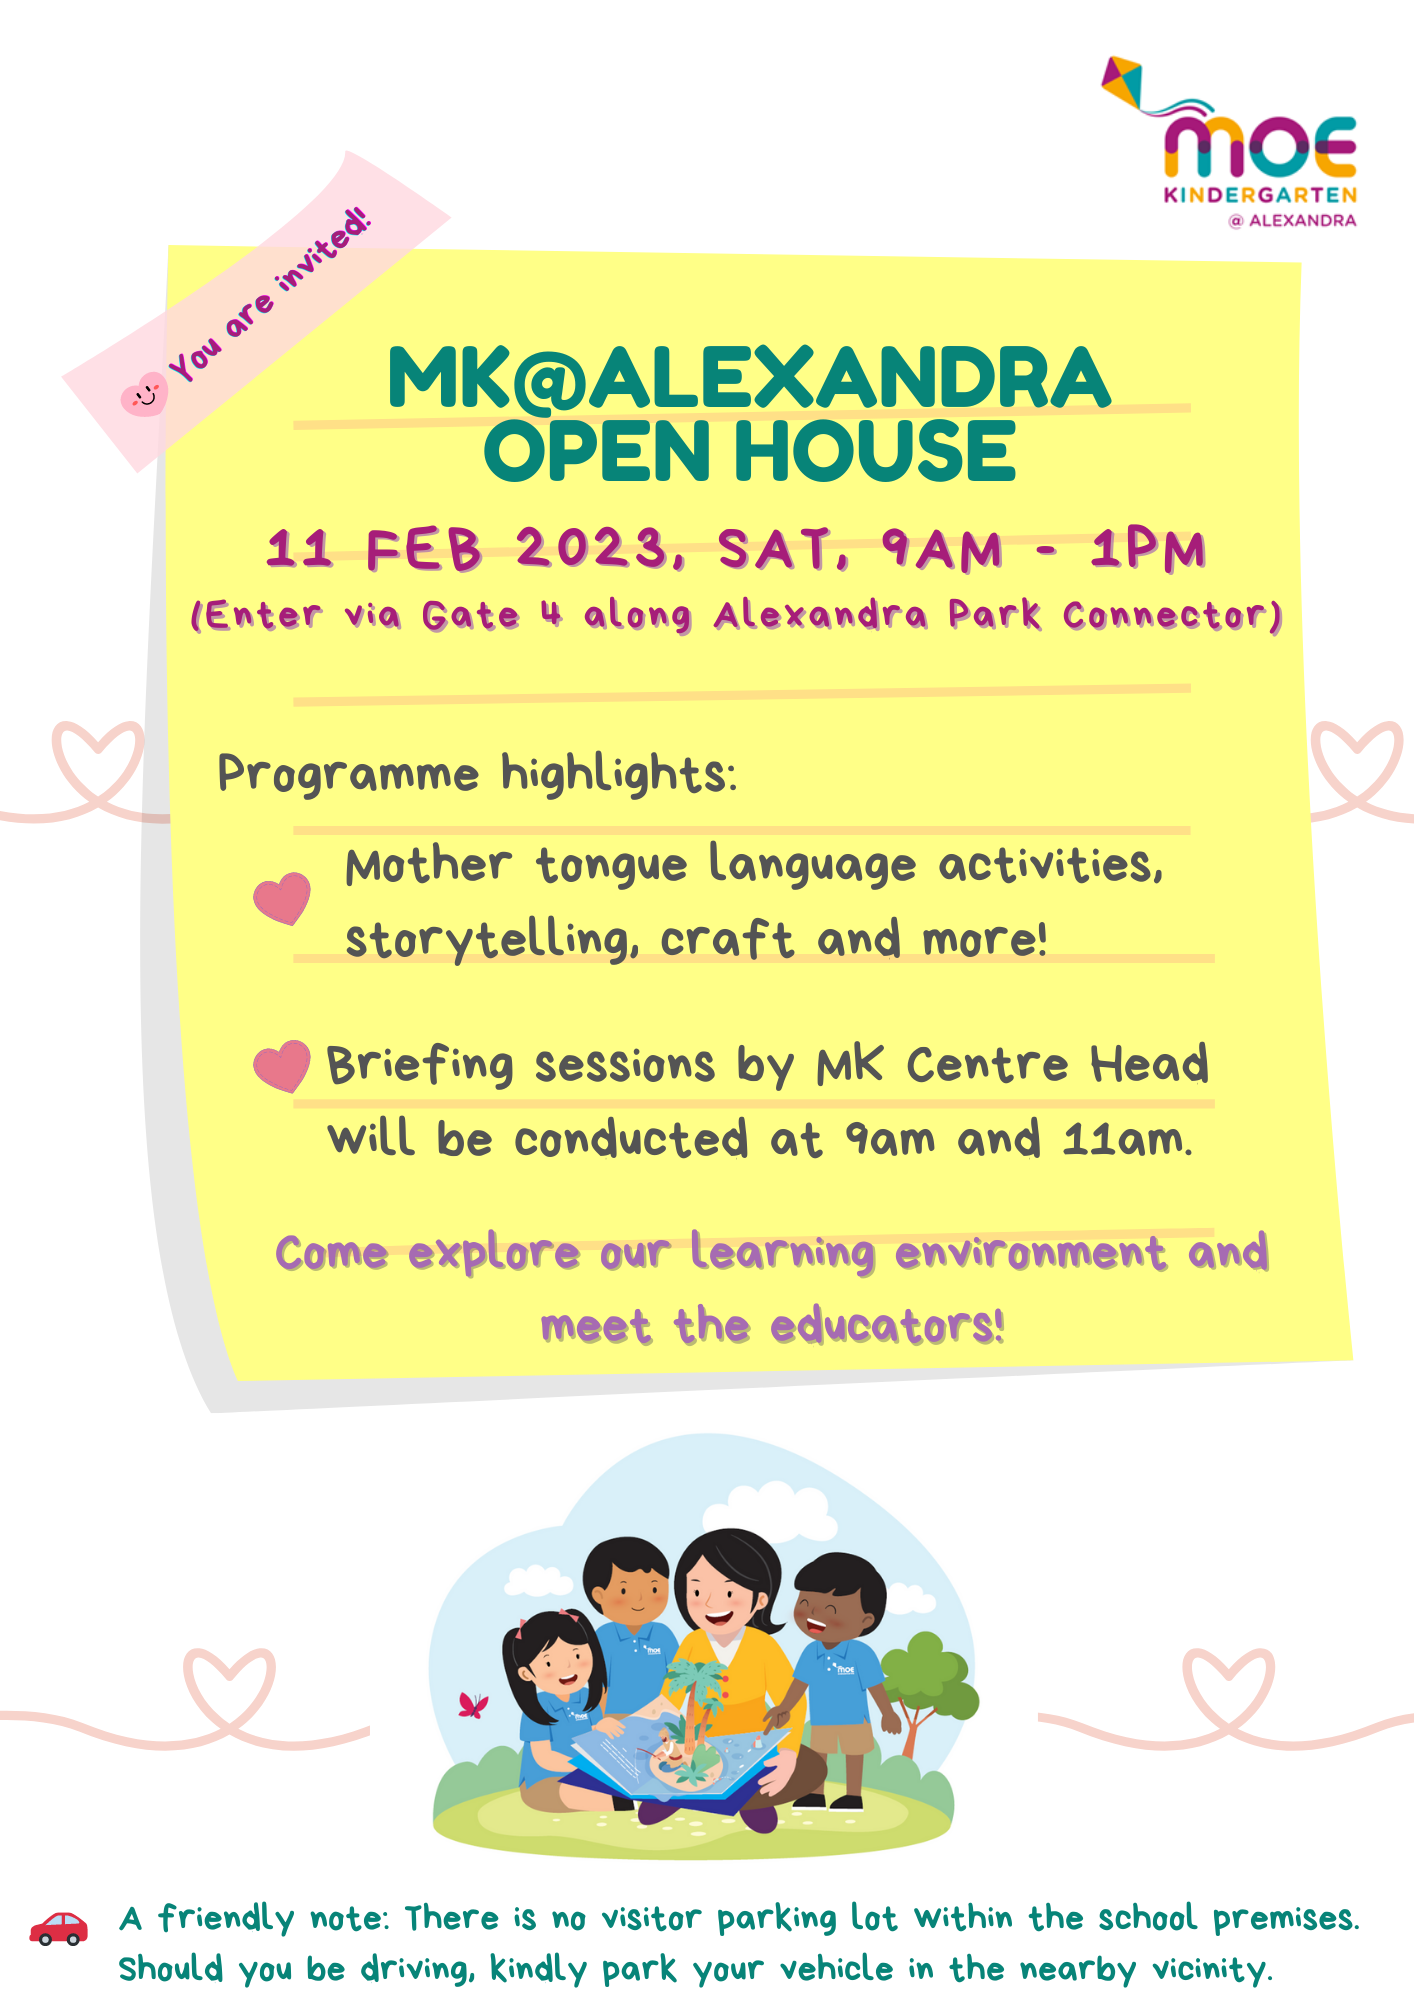 MOE
KINDERGARTEN
@ ALEXANDRA
You are invited!
MK@ALEXANDRA
OPEN HOUSE
11 FEB 2023, SAT, 9AM - 1PM
(Enter via Gate 4 along Alexandra Park Connector)
Programme highlights:
Mother tongue language activities,
storytelling, craft and more!
Briefing sessions by MK Centre Head
will be conducted at 9am and 11am.
Come explore our learning environment and
meet the educators!
moe
moe
moe
A friendly note: There is no visitor parking lot within the school premises.
Should you be driving, kindly park your vehicle in the nearby vicinity.